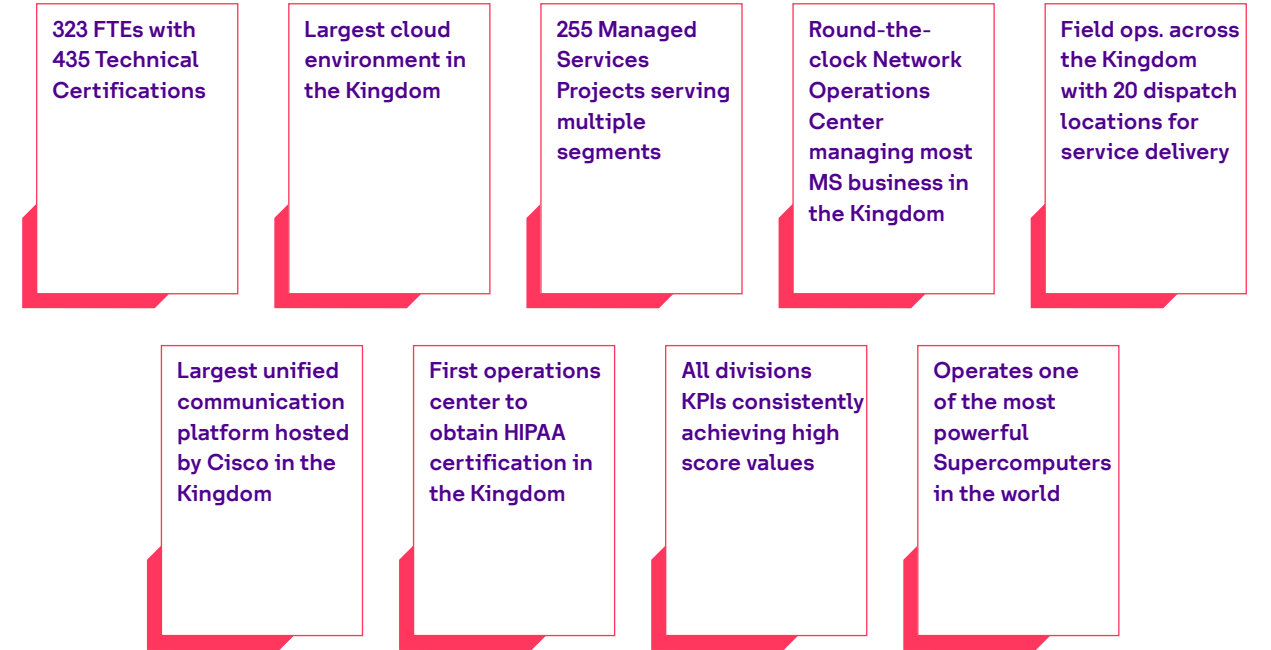 323 FTEs with
435 Technical
Certifications
Largest cloud
environment in
the Kingdom
255 Managed
Services
Projects serving
multiple
segments
Round-the-
clock Network
Operations
Center
managing most
MS business in
the Kingdom
Field ops. across
the Kingdom
with 20 dispatch
locations for
service delivery
Largest unified
communication
platform hosted
by Cisco in the
Kingdom
First operations
center to
obtain HIPAA
certification in
the Kingdom
All divisions
KPIs consistently
achieving high
score values
Operates one
of the most
powerful
Supercomputers
in the world